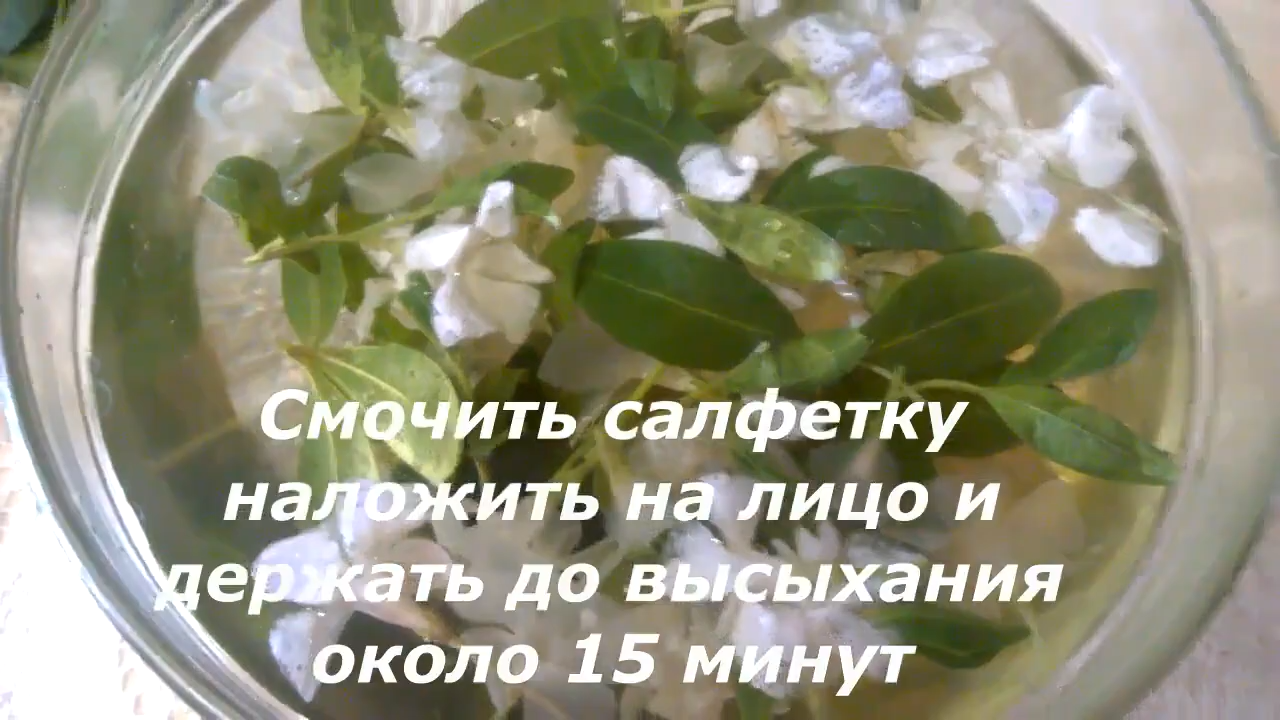 Смочить салфетку
наложить на лицо и
держать до высыхания
около 15 минут